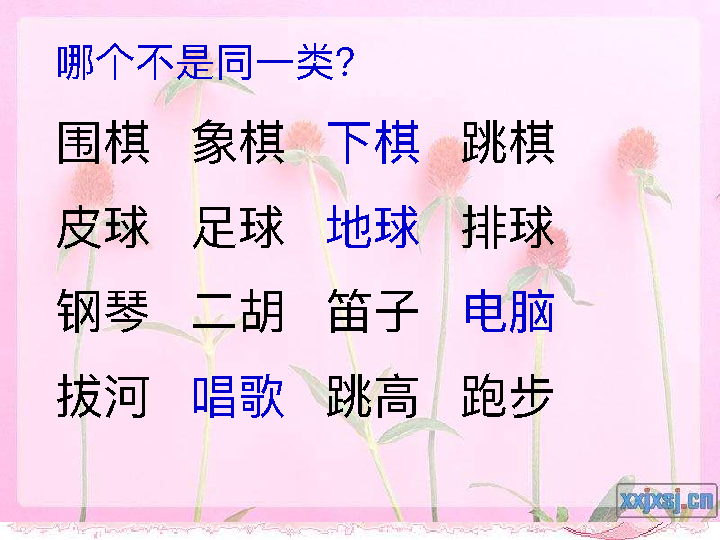 哪个不是同一类?
围棋 象棋 下棋 跳棋
皮球 足球 地球 排球
钢琴 二胡 笛子 电脑
拔河 唱歌 跳高 跑步
xxjxsj.cn